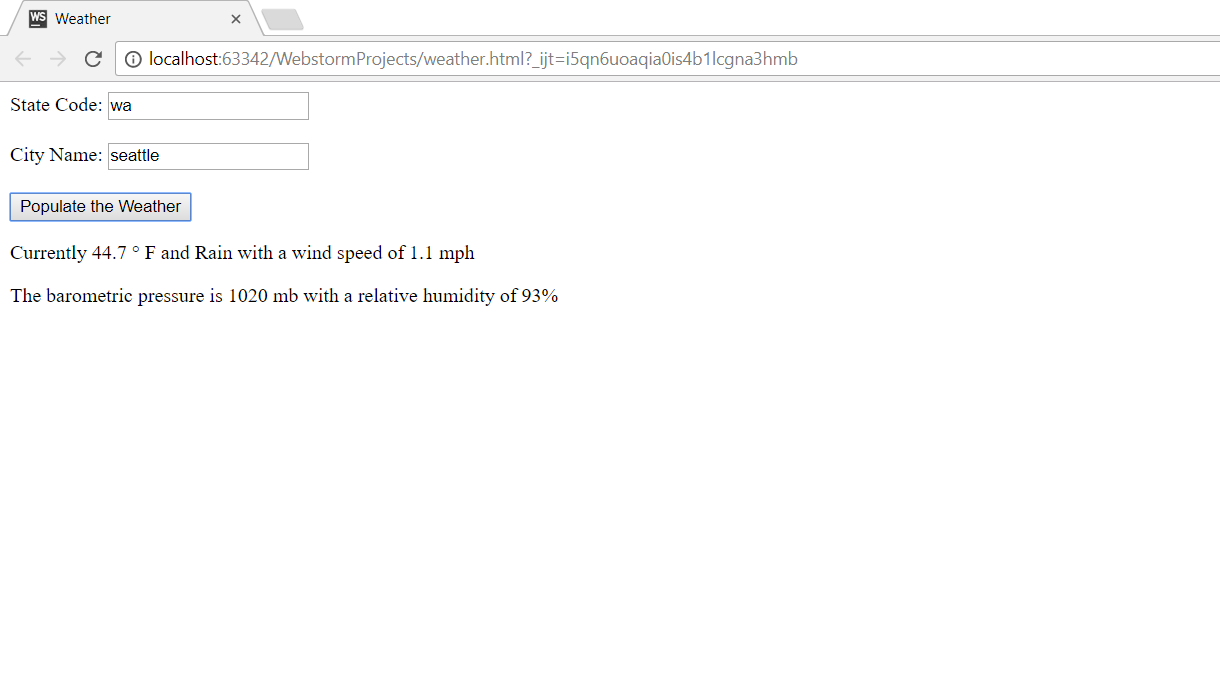 WS Weather
localhost:63342/WebstormProjects/weather.html?_ijt=i5qn6uoaqia0is4b1lcgna3hmb
State Code: wa
City Name: seattle
Populate the Weather
Currently 44.7 ° F and Rain with a wind speed of 1.1 mph
The barometric pressure is 1020 mb with a relative humidity of 93%